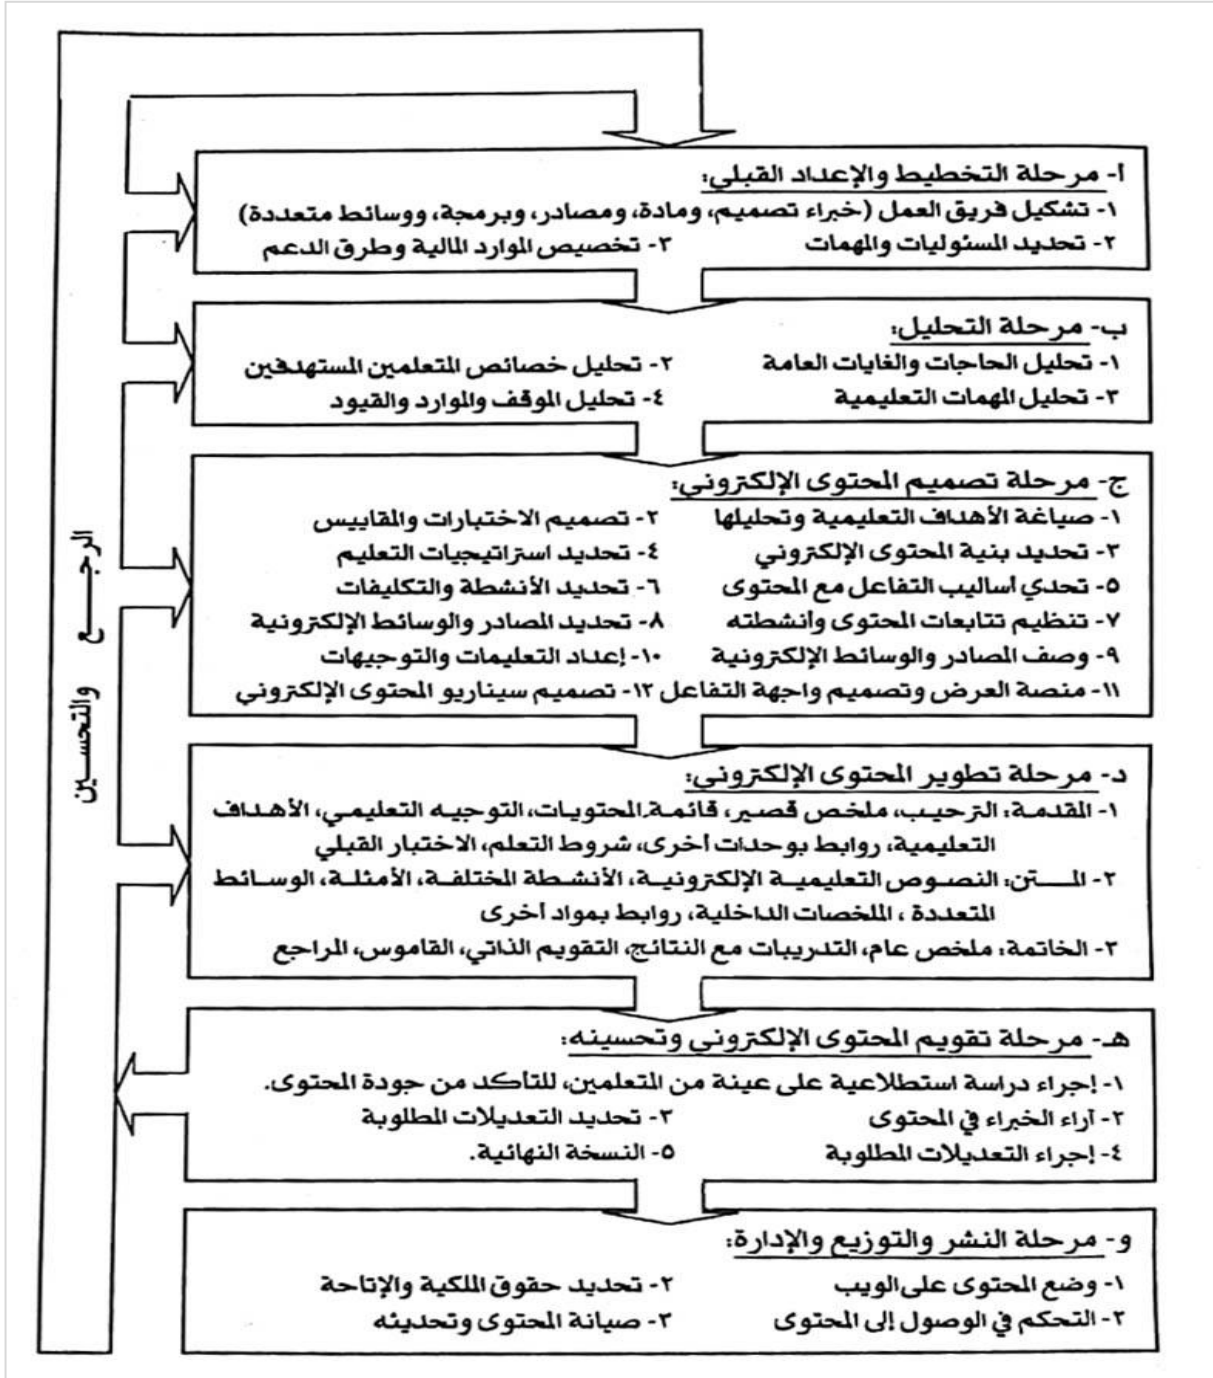 أ- مرحلة التخطيط والإعداد القبلي:
١- تشكيل فريق العمل (خبراء تصميم، ومادة، ومصادر، وبرمجة، ووسائط متعددة)
٢- تحديد المسئوليات والمهمات ٣- تخصيص الموارد المالية وطرق الدعم
ب- مرحلة التحليل:
١- تحليل الحاجات والغايات العامة ٢- تحليل خصائص المتعلمين المستهدفين
٣- تحليل المهمات التعليمية ٤- تحليل الموقف والموارد والقيود
ج- مرحلة تصميم المحتوى الإلكتروني:
١- صياغة الأهداف التعليمية وتحليلها ٢- تصميم الاختبارات والمقاييس
٣- تحديد بنية المحتوى الإلكتروني ٤- تحديد استراتيجيات التعليم
٥- تحدي أساليب التفاعل مع المحتوى ٦- تحديد الأنشطة والتكليفات
٧- تنظيم تتابعات المحتوى وأنشطته ٨- تحديد المصادر والوسائط الإلكترونية
٩- وصف المصادر والوسائط الإلكترونية ١٠- إعداد التعليمات والتوجيهات
١١- منصة العرض وتصميم واجهة التفاعل ١٢- تصميم سيناريو المحتوى الإلكتروني
د- مرحلة تطوير المحتوى الإلكتروني:
١- المقدمة: الترحيب، ملخص قصير، قائمة المحتويات، التوجيه التعليمي، الأهداف
التعليمية، روابط بوحدات أخرى، شروط التعلم، الاختبار القبلي
٢- المـــتن: النصوص التعليمية الإلكترونية، الأنشطة المختلفة، الأمثلة، الوسائط
المتعددة ، الملخصات الداخلية، روابط بمواد أخرى
٣- الخاتمة: ملخص عام، التدريبات مع النتائج، التقويم الذاتي، القاموس، المراجع
هـ- مرحلة تقويم المحتوى الإلكتروني وتحسينه:
١- إجراء دراسة استطلاعية على عينة من المتعلمين، للتأكد من جودة المحتوى.
٢- آراء الخبراء في المحتوى ٣- تحديد التعديلات المطلوبة
٤- إجراء التعديلات المطلوبة ٥- النسخة النهائية.
و- مرحلة النشر والتوزيع والإدارة:
١- وضع المحتوى على الويب ٢- تحديد حقوق الملكية والإتاحة
٢- التحكم في الوصول إلى المحتوى ٣- صيانة المحتوى وتحديثه
الرجـــع والتحســـين